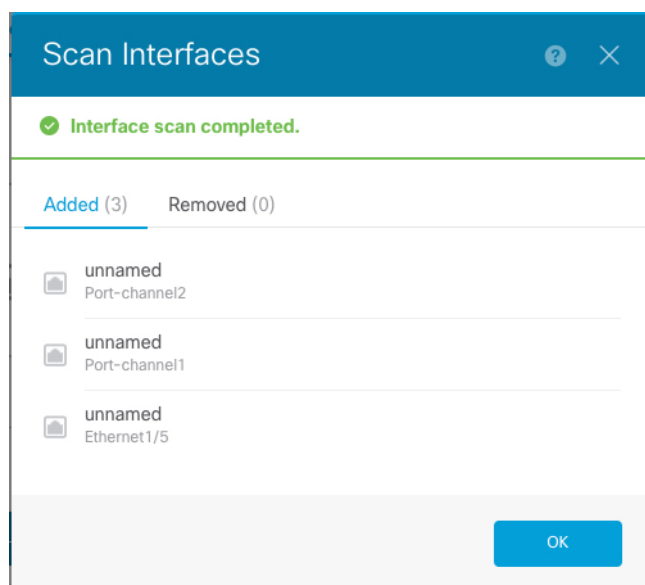 Scan Interfaces
?
Interface scan completed.
Added (3) Removed (0)
unnamed
Port-channel2
unnamed
Port-channel1
unnamed
Ethernet1/5
OK